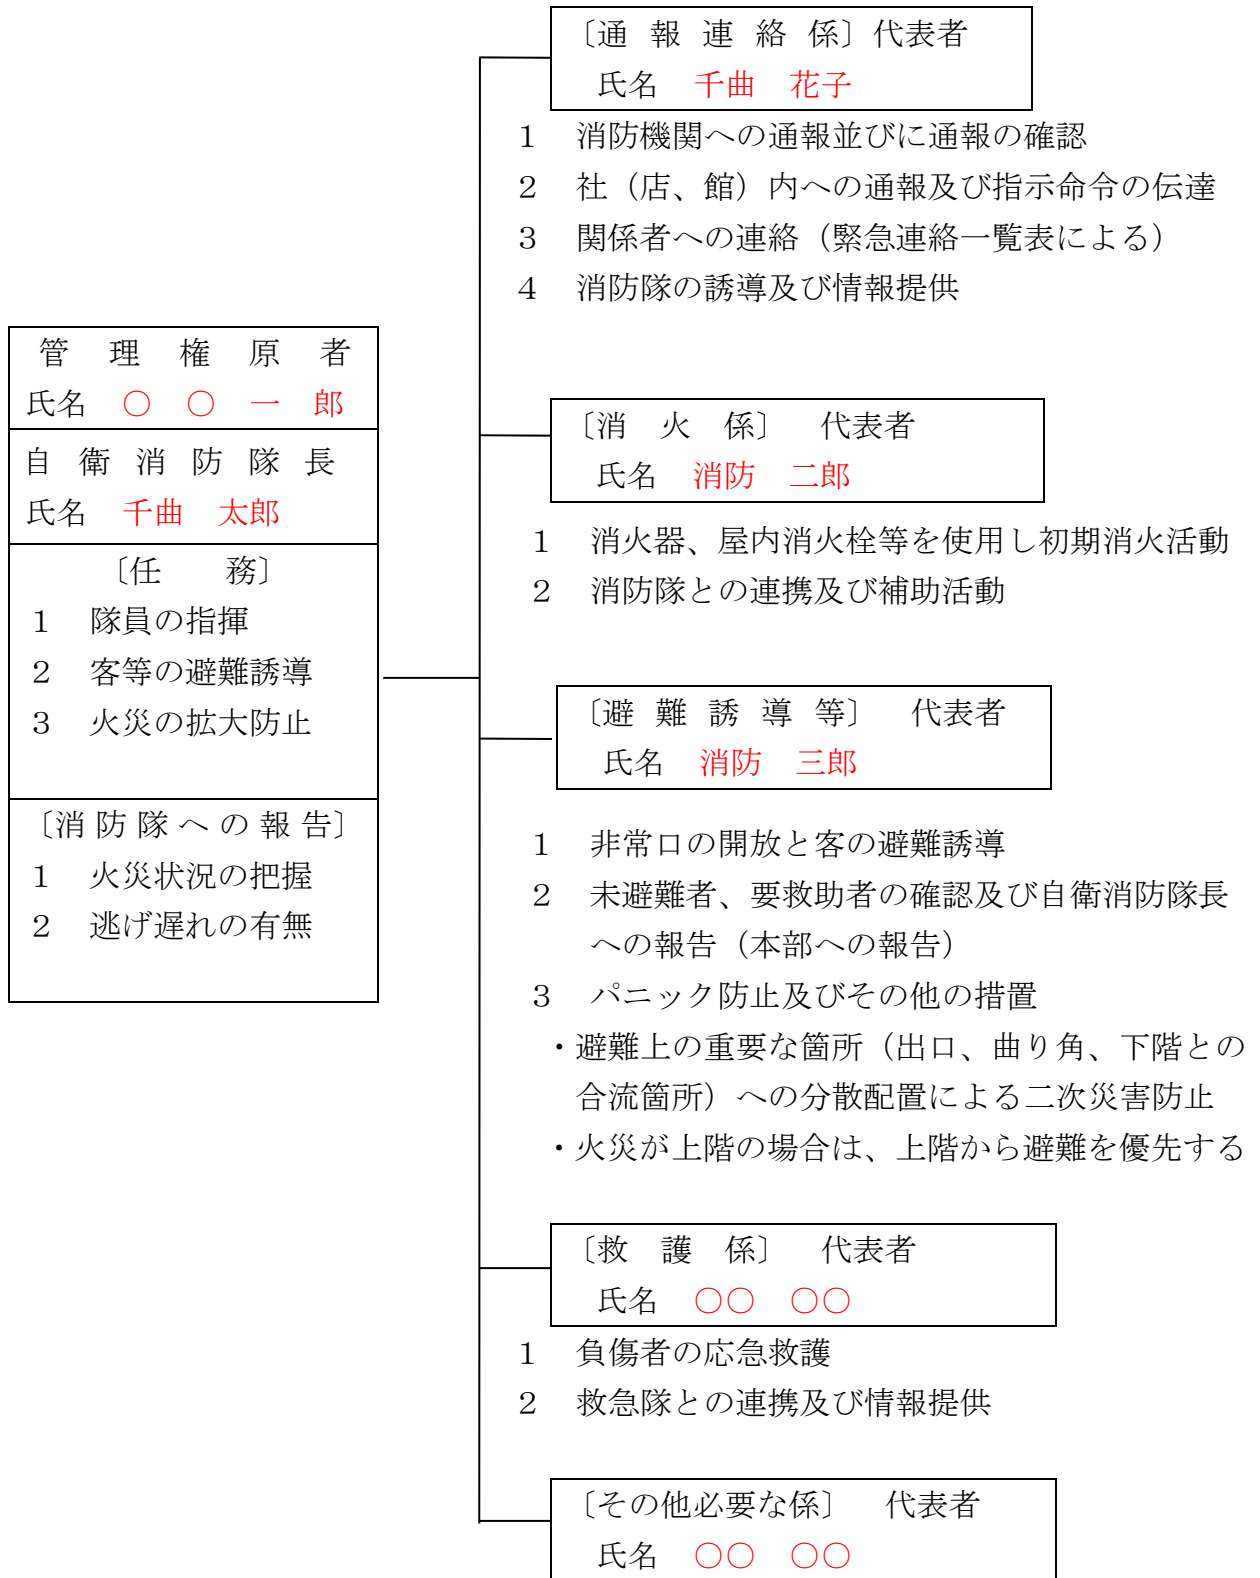 管理権原者
氏名　〇　〇　一　郎
自衛消防隊長
氏名　千曲　太郎
〔任　　務〕
１　隊員の指揮
２　客等の避難誘導
３　火災の拡大防止
〔消防隊への報告〕
１　火災状況の把握
２　逃げ遅れの有無
〔通報連絡係〕代表者
氏名　千曲　花子
１　消防機関への通報並びに通報の確認
２　社（店、館）内への通報及び指示命令の伝達
３　関係者への連絡（緊急連絡一覧表による）
４　消防隊の誘導及び情報提供
〔消　火　係〕　代表者
氏名　消防　二郎
１　消火器、屋内消火栓等を使用し初期消火活動
２　消防隊との連携及び補助活動
〔避難誘導等〕　代表者
氏名　消防　三郎
１　非常口の開放と客の避難誘導
２　未避難者、要救助者の確認及び自衛消防隊長
への報告（本部への報告）
３　パニック防止及びその他の措置
・避難上の重要な箇所（出口、曲り角、下階との
合流箇所）への分散配置による二次災害防止
・火災が上階の場合は、上階から避難を優先する
〔救　護　係〕　代表者
氏名　〇〇　〇〇
１　負傷者の応急救護
２　救急隊との連携及び情報提供
〔その他必要な係〕　代表者
氏名　〇〇　〇〇